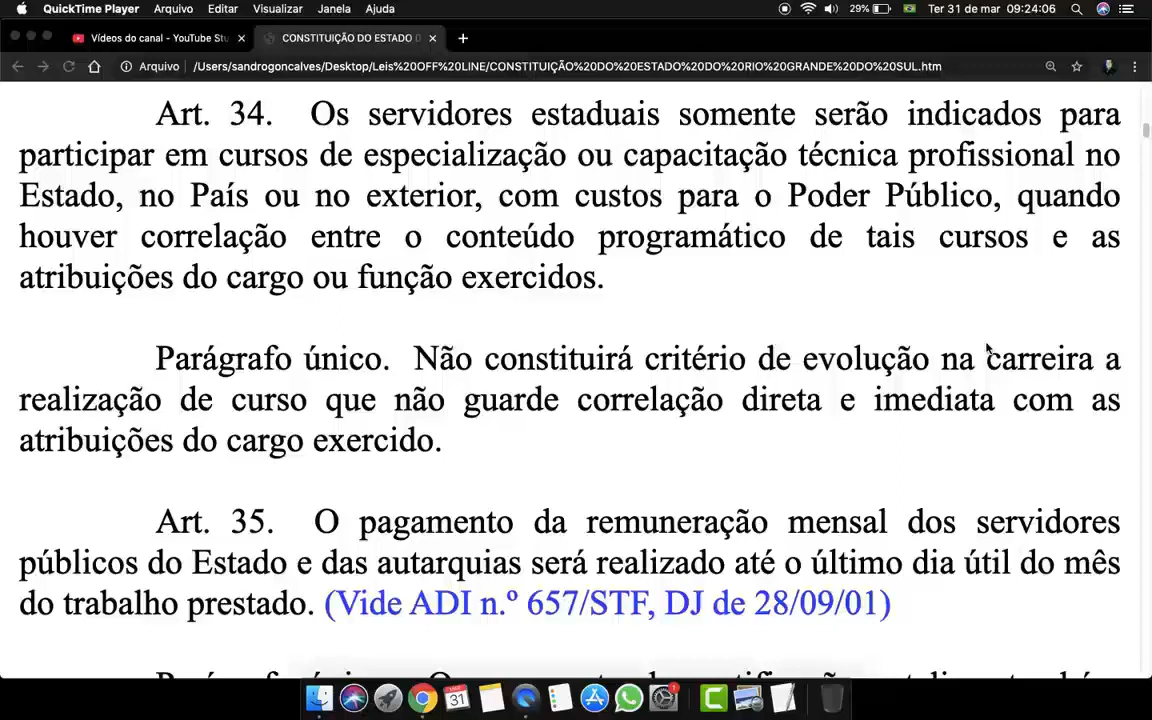 QuickTime Player Arquivo Editar Visualizar Janela Ajuda 29% Ter 31 de mar 09:24:06
Vídeos do canal - YouTube Stu CONSTITUIÇÃO DO ESTADO
Arquivo /Users/sandrogoncalves/Desktop/Leis%20OFF%20LINE/CONSTITUIÇÃO%20DO%20ESTADO%20DO%20RIO%20GRANDE%20DO%20SUL.htm
Art. 34. Os servidores estaduais somente serão indicados para
participar em cursos de especialização ou capacitação técnica profissional no
Estado, no País ou no exterior, com custos para o Poder Público, quando
houver correlação entre o conteúdo programático de tais cursos e as
atribuições do cargo ou função exercidos.
Parágrafo único. Não constituirá critério de evolução na carreira a
realização de curso que não guarde correlação direta e imediata com as
atribuições do cargo exercido.
Art. 35. O pagamento da remuneração mensal dos servidores
públicos do Estado e das autarquias será realizado até o último dia útil do mês
do trabalho prestado. (Vide ADI n.º 657/STF, DJ de 28/09/01)
31
1